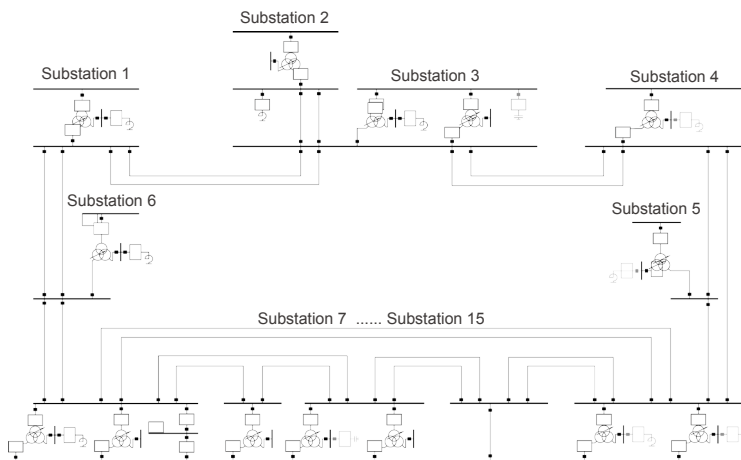 Substation 2
Substation 1
Substation 3
Substation 4
Substation 6
Substation 5
Substation 7 ...... Substation 15